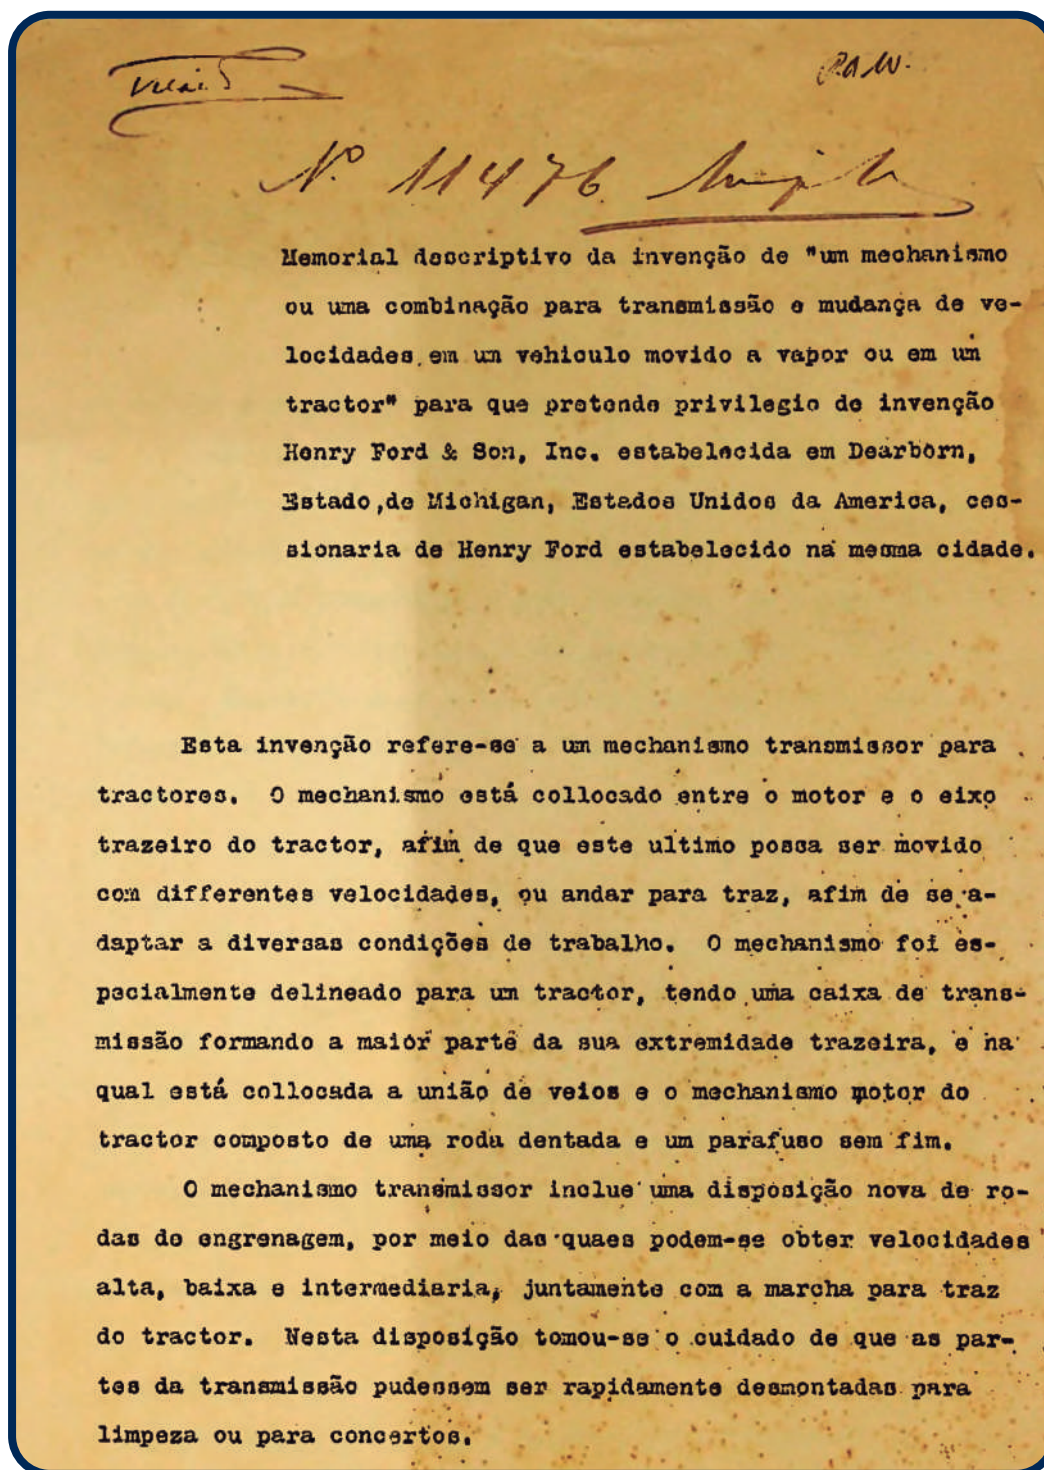 P.A.W.
Nº 11476
Memorial descriptivo da invenção de "um mechanismo
ou uma combinação para transmissão e mudança de ve-
locidades em un vehiculo movido a vapor ou em un
tractor" para que pretende privilegio de invenção
Henry Ford & Son, Inc. estabelecida em Dearborn,
Estado,de Michigan, Estados Unidos da America, ces-
sionaria de Henry Ford estabelecido na mesma cidade.
Esta invenção refere-se a um mechanismo transmissor para
tractores. O mechanismo está collocado entre o motor e o eixo
trazeiro do tractor, afim de que este ultimo possa ser movido
com differentes velocidades, ou andar para traz, afim de se a-
daptar a diversas condições de trabalho. O mechanismo foi es-
pecialmente delineado para um tractor, tendo uma caixa de trans-
missão formando a maior parte da sua extremidade trazeira, e na
qual está collocada a união de veios e o mechanismo motor do
tractor composto de uma roda dentada e um parafuso sem fim.
O mechanismo transmissor inclue uma disposição nova de ro-
das de engrenagem, por meio das quaes podem-se obter velocidades
alta, baixa e intermediaria, juntamente com a marcha para traz
do tractor. Nesta disposição tomou-se o cuidado de que as par-
tes da transmissão pudessem ser rapidamente desmontadas para
limpeza ou para concertos.